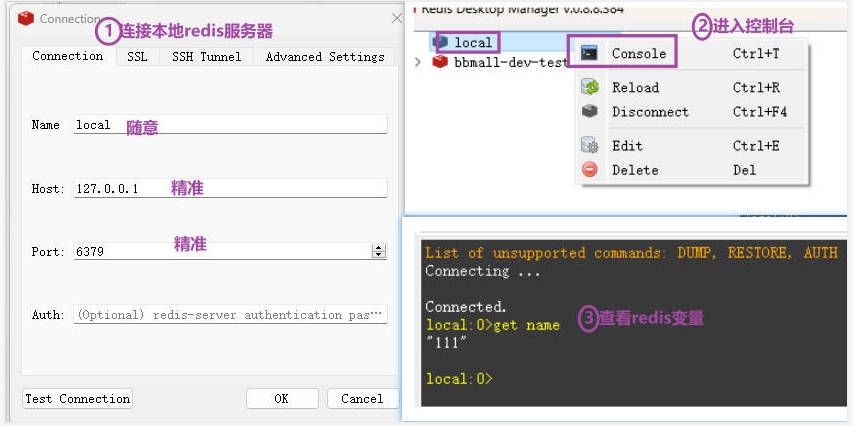 Connection
①连接本地redis服务器
Connection SSL SSH Tunnel Advanced Settings
Name local 随意
Host: 127.0.0.1 精准
Port: 6379 精准
Auth: (Optional) redis-server authentication pas…
Test Connection OK Cancel
Redis Desktop Manager v.0.8.8.384
②进入控制台
local
bbmall-dev-test
Console Ctrl+T
Reload Ctrl+R
Disconnect Ctrl+F4
Edit Ctrl+E
Delete Del
List of unsupported commands: DUMP, RESTORE, AUTH
Connecting ...
Connected.
local:0>get name
③查看redis变量
"111"
local:0>